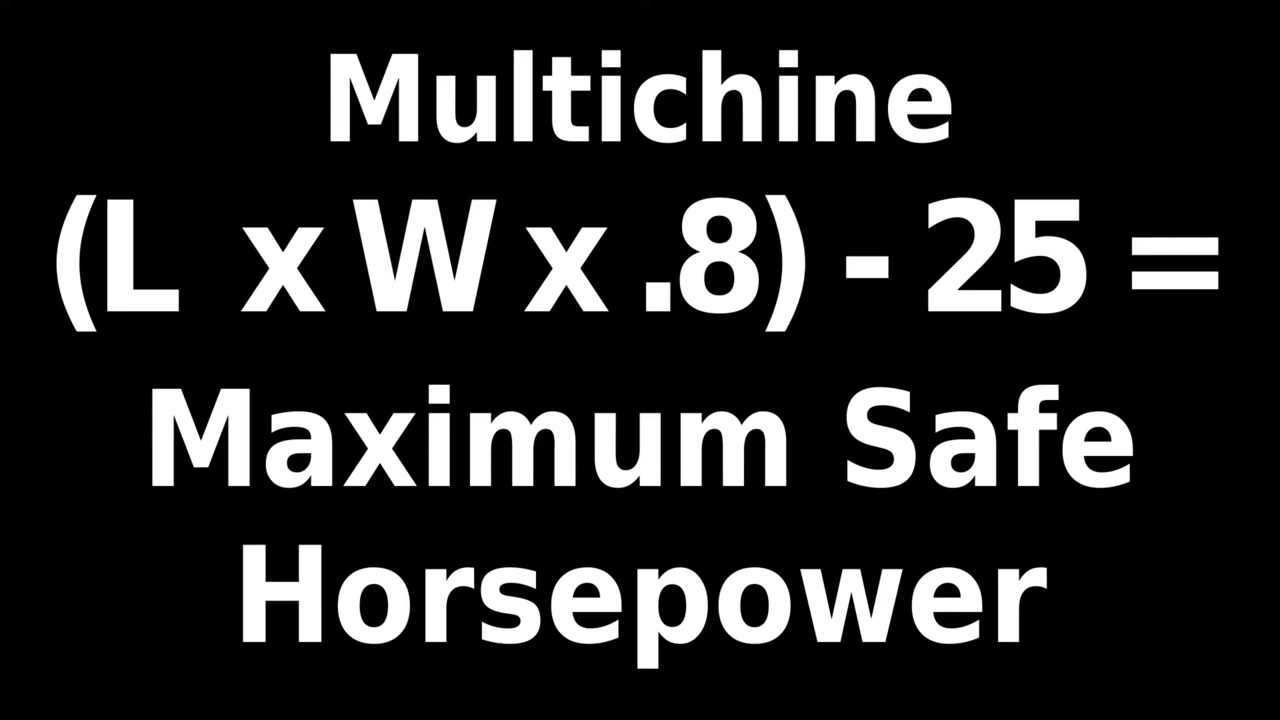 Multichine
(L x W x .8) - 25 =
Maximum Safe
Horsepower